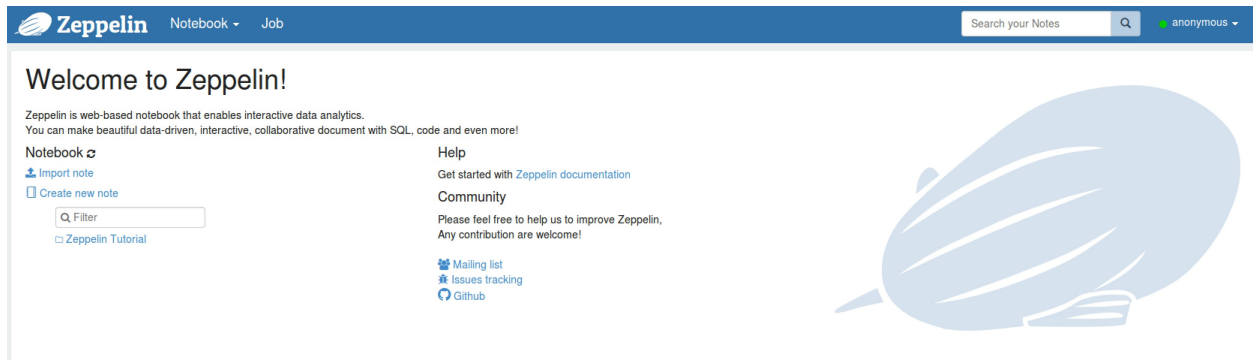 Zeppelin Notebook Job Search your Notes anonymous
Welcome to Zeppelin!
Zeppelin is web-based notebook that enables interactive data analytics.
You can make beautiful data-driven, interactive, collaborative document with SQL, code and even more!
Notebook
Import note
Create new note
Filter
Zeppelin Tutorial
Help
Get started with Zeppelin documentation
Community
Please feel free to help us to improve Zeppelin,
Any contribution are welcome!
Mailing list
Issues tracking
Github